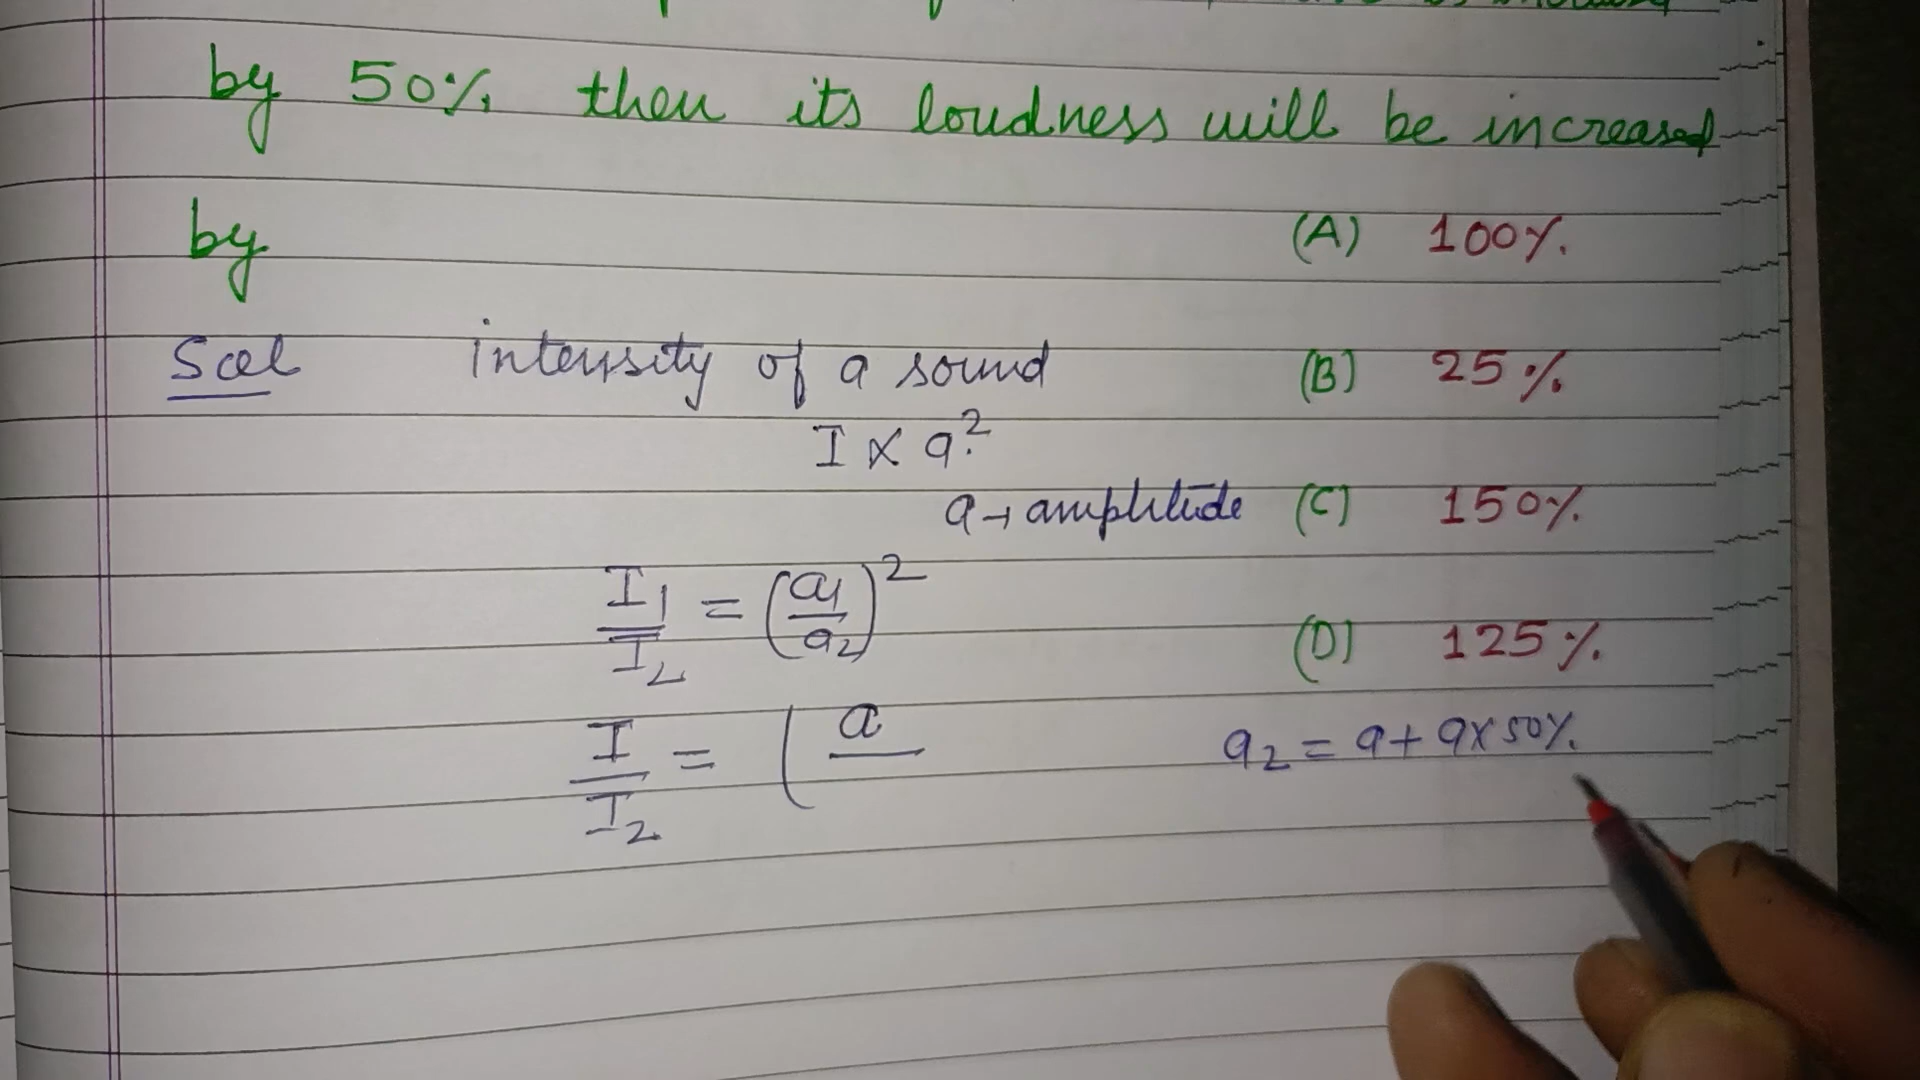 by 50% then its loudness will be increased
by
(A) 100%.
Sol intensity of a sound
(B) 25%
I ∝ a²
a → amplitude
(C) 150%.
I1/I2 = (a1/a2)²
(D) 125%.
I/I2 = (a
a2 = a + a × 50%.